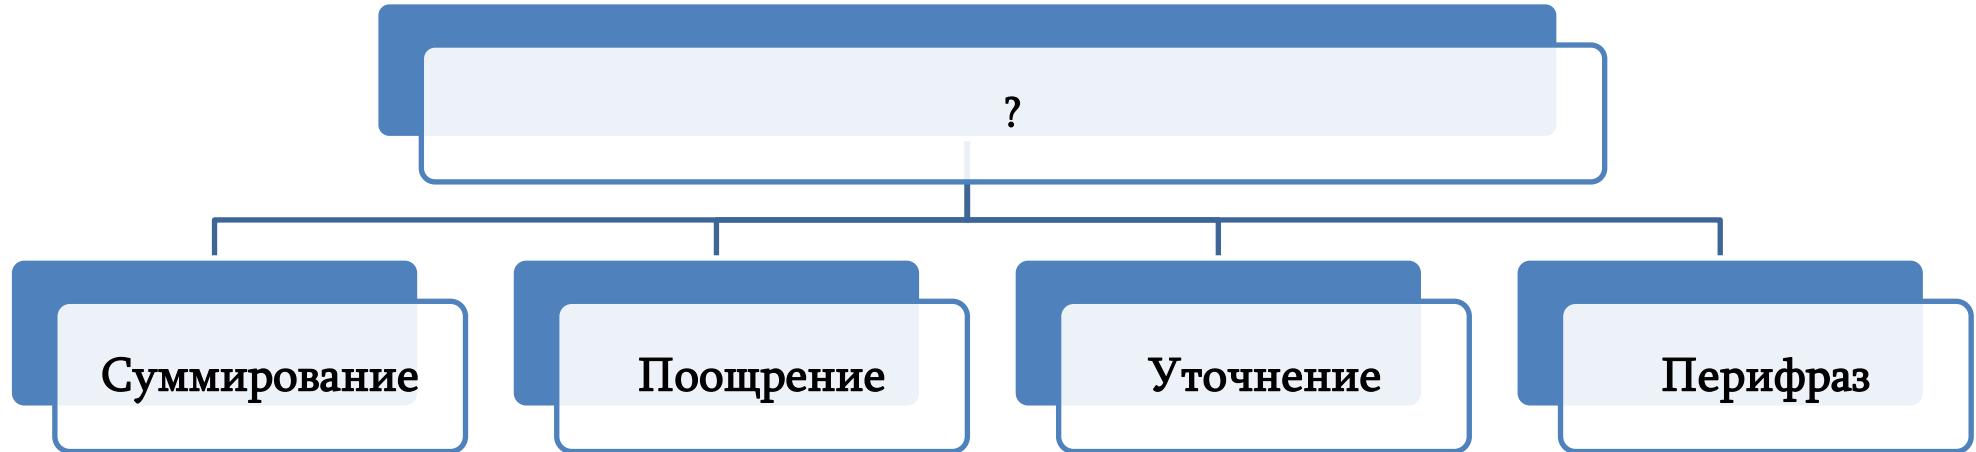 ?
Суммирование
Поощрение
Уточнение
Перифраз